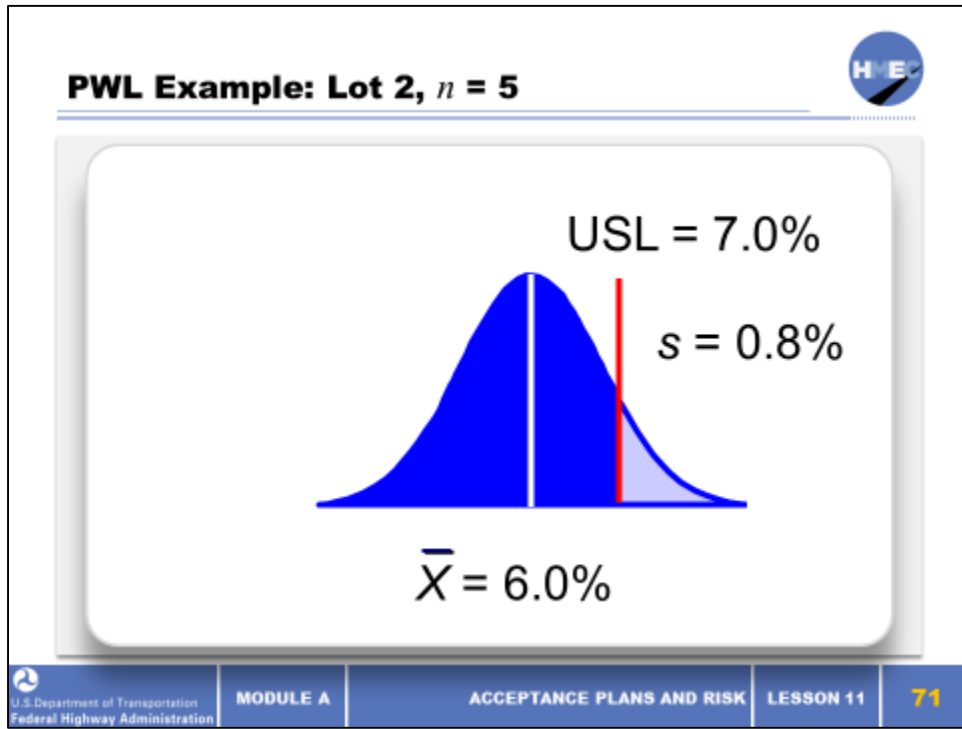 PWL Example: Lot 2, n = 5
HMEC
USL = 7.0%
s = 0.8%
X̅ = 6.0%
U.S.Department of Transportation
Federal Highway Administration
MODULE A
ACCEPTANCE PLANS AND RISK
LESSON 11
71